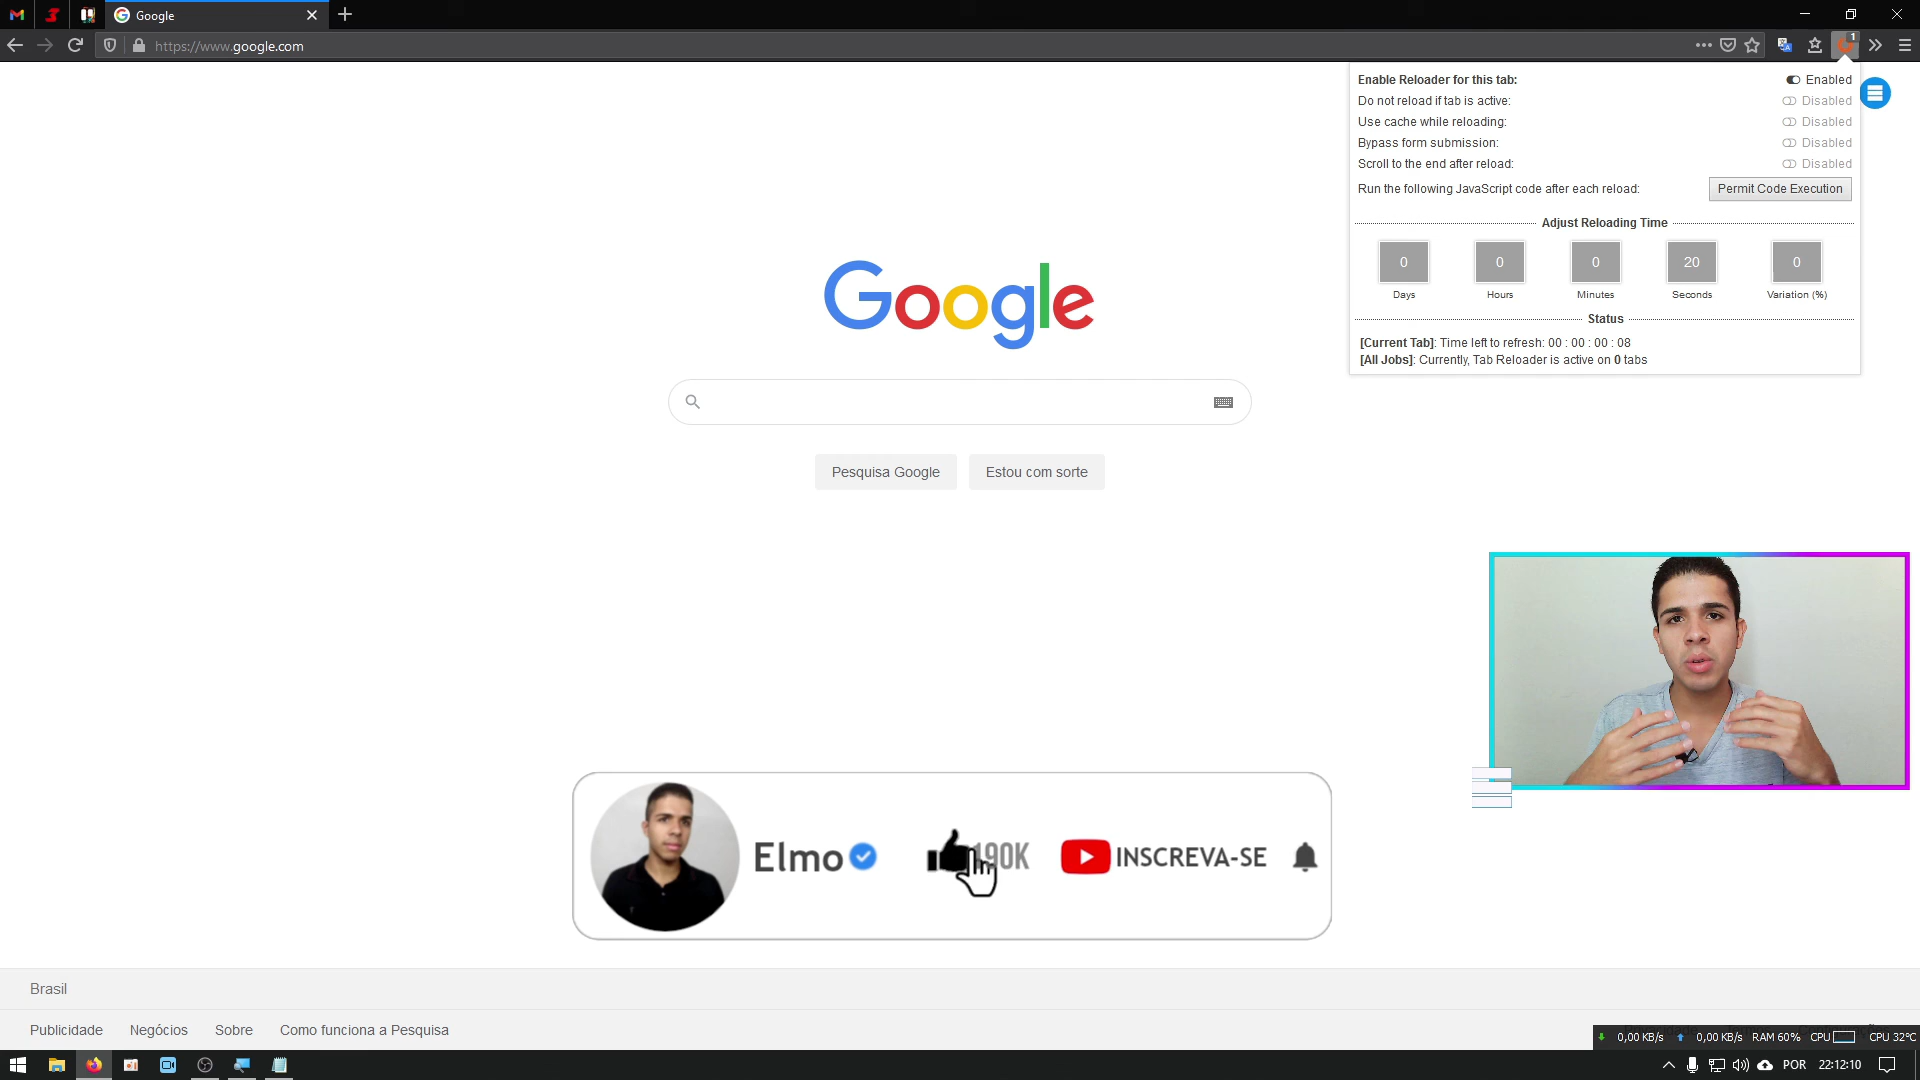 Google
https://www.google.com
1
Enable Reloader for this tab:
Enabled
Do not reload if tab is active:
Disabled
Use cache while reloading:
Disabled
Bypass form submission:
Disabled
Scroll to the end after reload:
Disabled
Run the following JavaScript code after each reload:
Permit Code Execution
Adjust Reloading Time
0 0 0 20 0
Days Hours Minutes Seconds Variation (%)
Status
[Current Tab]: Time left to refresh: 00 : 00 : 00 : 08
[All Jobs]: Currently, Tab Reloader is active on 0 tabs
Google
Pesquisa Google
Estou com sorte
Elmo
190K
INSCREVA-SE
Brasil
Publicidade Negócios Sobre Como funciona a Pesquisa
0,00 KB/s 0,00 KB/s RAM 60% CPU CPU 32°C
POR 22:12:10